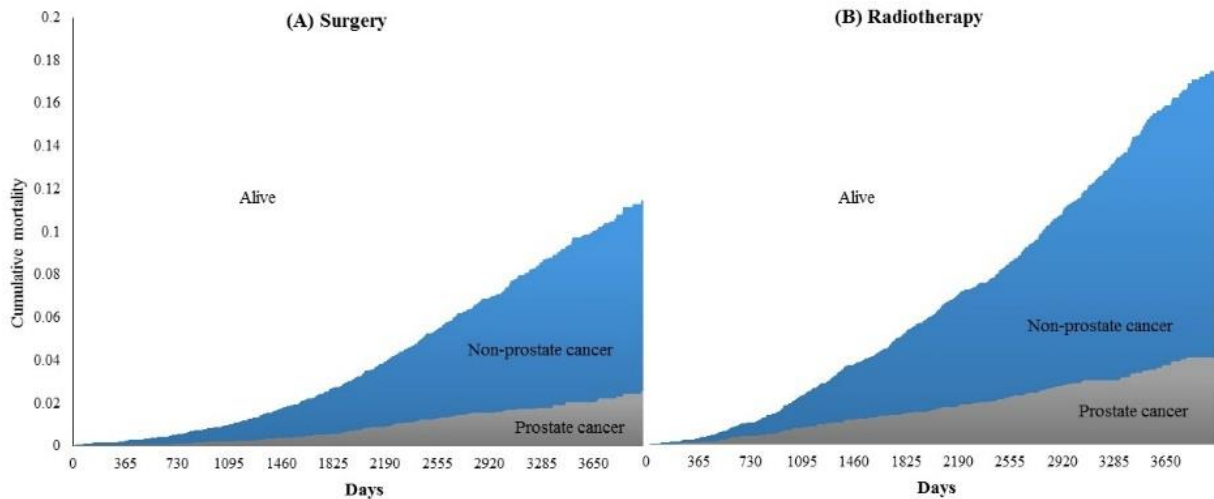 (A) Surgery
(B) Radiotherapy
0.2
0.18
0.16
0.14
0.12
0.1
0.08
0.06
0.04
0.02
0
Cumulative mortality
Alive
Alive
Non-prostate cancer
Non-prostate cancer
Prostate cancer
Prostate cancer
0 365 730 1095 1460 1825 2190 2555 2920 3285 3650
0 365 730 1095 1460 1825 2190 2555 2920 3285 3650
Days
Days